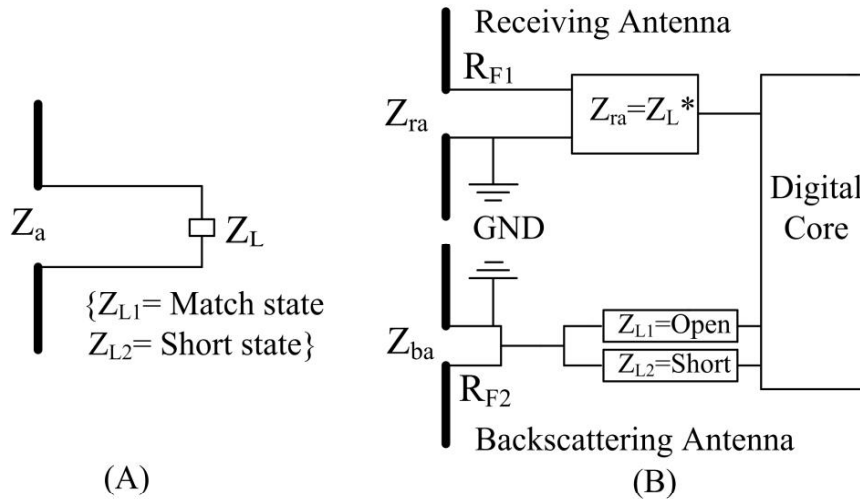 Z_a
Z_L
{Z_L1= Match state
Z_L2= Short state}
(A)
Receiving Antenna
R_F1
Z_ra
Z_ra=Z_L*
GND
Digital
Core
Z_L1=Open
Z_ba
Z_L2=Short
R_F2
Backscattering Antenna
(B)